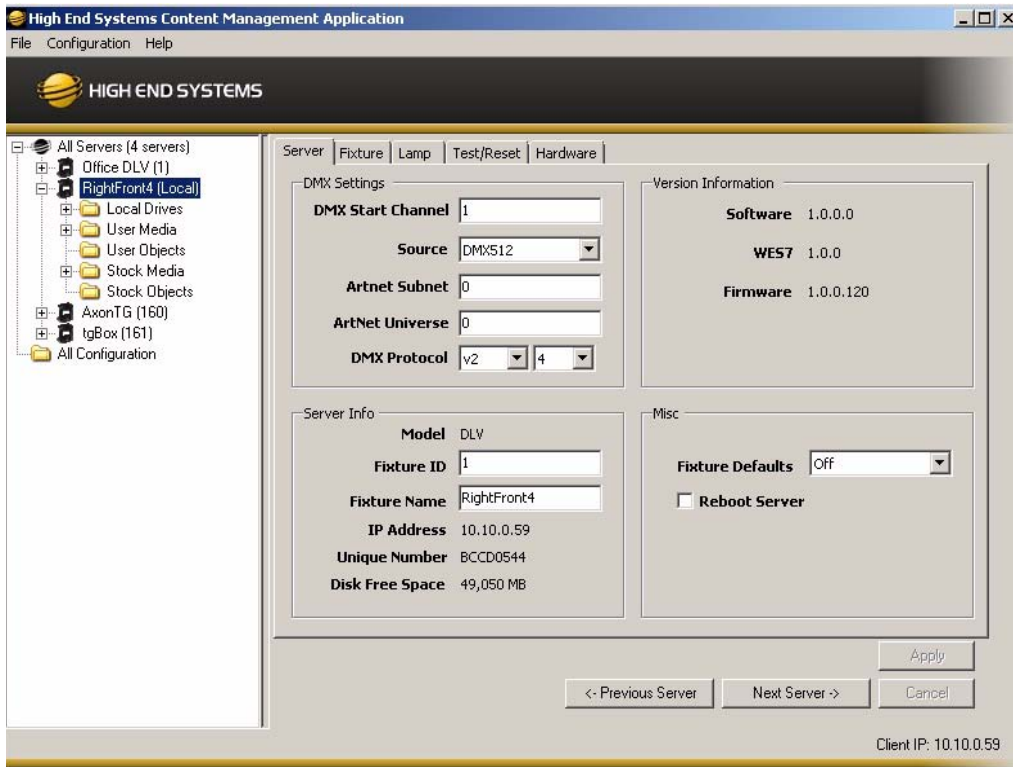 High End Systems Content Management Application
File Configuration Help
HIGH END SYSTEMS
All Servers (4 servers)
Office DLV (1)
RightFront4 (Local)
Local Drives
User Media
User Objects
Stock Media
Stock Objects
AxonTG (160)
tgBox (161)
All Configuration
Server Fixture Lamp Test/Reset Hardware
DMX Settings
DMX Start Channel 1
Source DMX512
Artnet Subnet 0
ArtNet Universe 0
DMX Protocol v2 4
Version Information
Software 1.0.0.0
WES7 1.0.0
Firmware 1.0.0.120
Server Info
Model DLV
Fixture ID 1
Fixture Name RightFront4
IP Address 10.10.0.59
Unique Number BCCD0544
Disk Free Space 49,050 MB
Misc
Fixture Defaults Off
Reboot Server
Apply
<- Previous Server Next Server -> Cancel
Client IP: 10.10.0.59